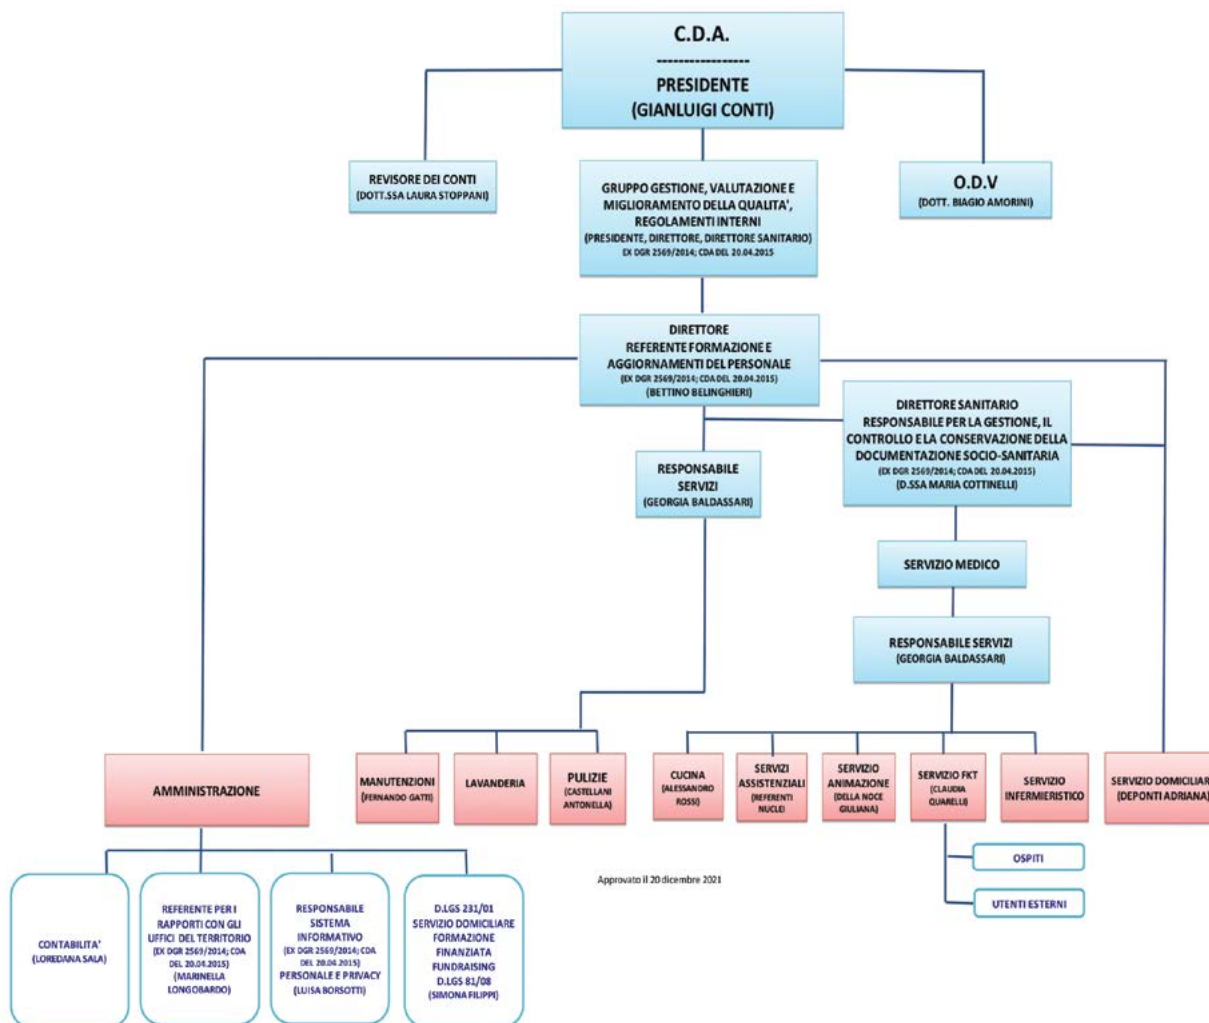 C.D.A.
-----------------
PRESIDENTE
(GIANLUIGI CONTI)
REVISORE DEI CONTI
(DOTT.SSA LAURA STOPPANI)
GRUPPO GESTIONE, VALUTAZIONE E
MIGLIORAMENTO DELLA QUALITA',
REGOLAMENTI INTERNI
(PRESIDENTE, DIRETTORE, DIRETTORE SANITARIO)
EX DGR 2569/2014; CDA DEL 20.04.2015
O.D.V
(DOTT. BIAGIO AMORINI)
DIRETTORE
REFERENTE FORMAZIONE E
AGGIORNAMENTI DEL PERSONALE
(EX DGR 2569/2014; CDA DEL 20.04.2015)
(BETTINO BELINGHIERI)
DIRETTORE SANITARIO
RESPONSABILE PER LA GESTIONE, IL
CONTROLLO E LA CONSERVAZIONE DELLA
DOCUMENTAZIONE SOCIO-SANITARIA
(EX DGR 2569/2014; CDA DEL 20.04.2015)
(D.SSA MARIA COTTINELLI)
RESPONSABILE
SERVIZI
(GEORGIA BALDASSARI)
SERVIZIO MEDICO
RESPONSABILE SERVIZI
(GEORGIA BALDASSARI)
AMMINISTRAZIONE
MANUTENZIONI
(FERNANDO GATTI)
LAVANDERIA
PULIZIE
(CASTELLANI
ANTONELLA)
CUCINA
(ALESSANDRO
ROSSI)
SERVIZI
ASSISTENZIALI
(REFERENTI
NUCLEI
SERVIZIO
ANIMAZIONE
(DELLA NOCE
GIULIANA)
SERVIZIO FKT
(CLAUDIA
QUARELLI)
SERVIZIO
INFERMIERISTICO
SERVIZIO DOMICILIARE
(DEPONTI ADRIANA)
OSPITI
UTENTI ESTERNI
Approvato il 20 dicembre 2021
CONTABILITA'
(LOREDANA SALA)
REFERENTE PER I
RAPPORTI CON GLI
UFFICI DEL TERRITORIO
(EX DGR 2569/2014; CDA
DEL 20.04.2015)
(MARINELLA
LONGOBARDO)
RESPONSABILE
SISTEMA
INFORMATIVO
(EX DGR 2569/2014; CDA
DEL 20.04.2015)
PERSONALE E PRIVACY
(LUISA BORSOTTI)
D.LGS 231/01
SERVIZIO DOMICILIARE
FORMAZIONE
FINANZIATA
FUNDRAISING
D.LGS 81/08
(SIMONA FILIPPI)